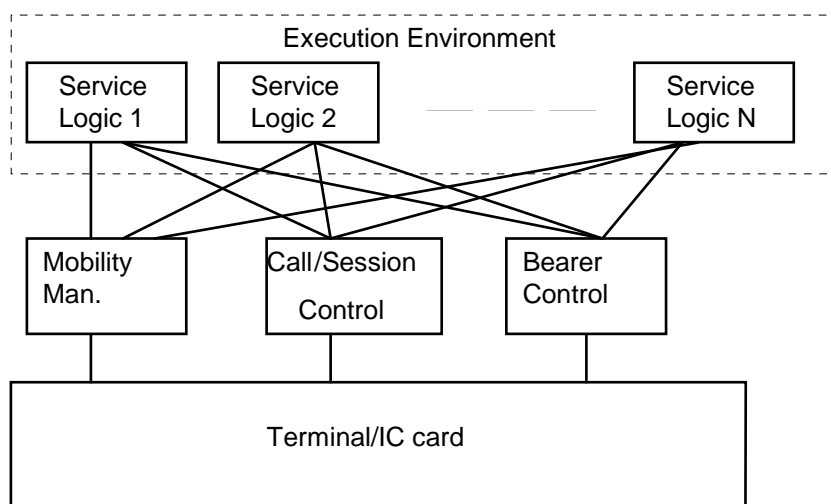 Execution Environment
Service
Logic 1
Service
Logic 2
Service
Logic N
Mobility
Man.
Call/Session
Control
Bearer
Control
Terminal/IC card